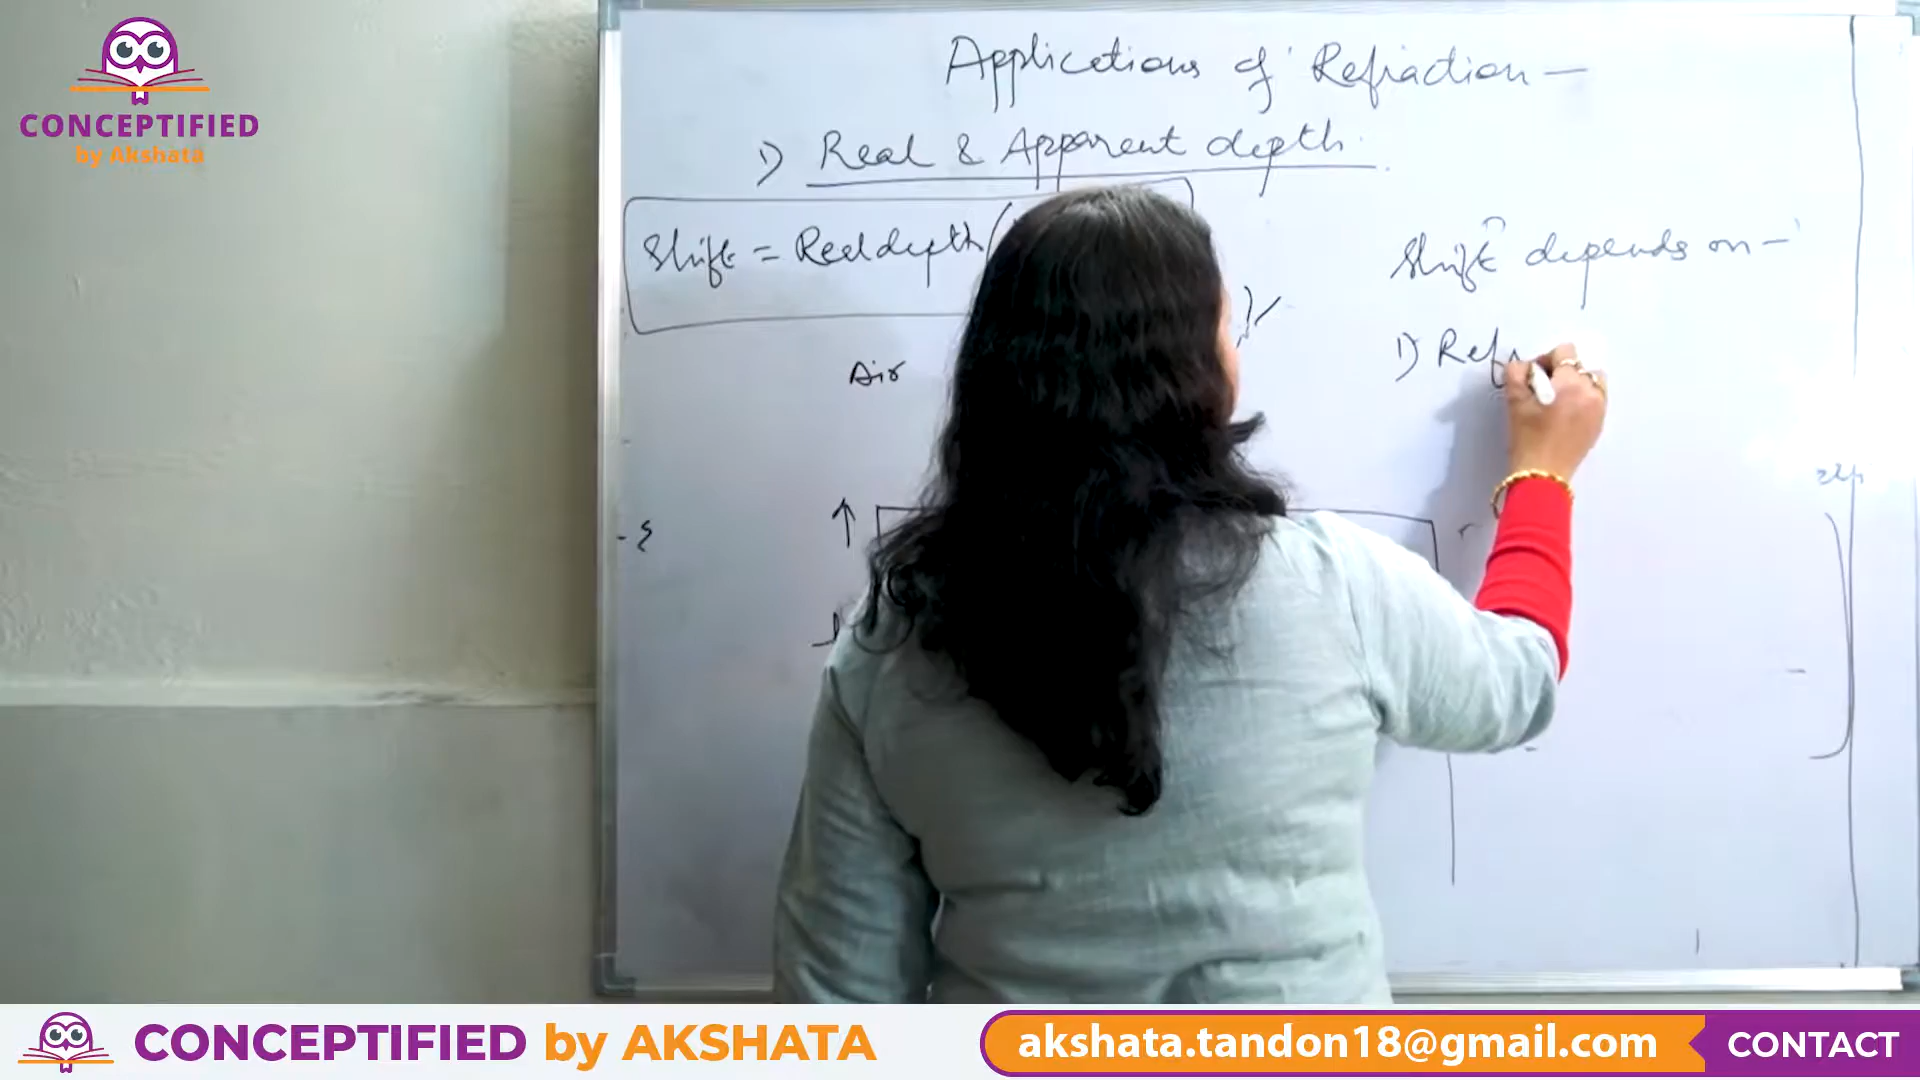 CONCEPTIFIED
by Akshata
Applications of Refraction —
1) Real & Apparent depth.
Shift = Real depth (
Shift depends on -
1) Refr
Air
CONCEPTIFIED by AKSHATA
akshata.tandon18@gmail.com
CONTACT